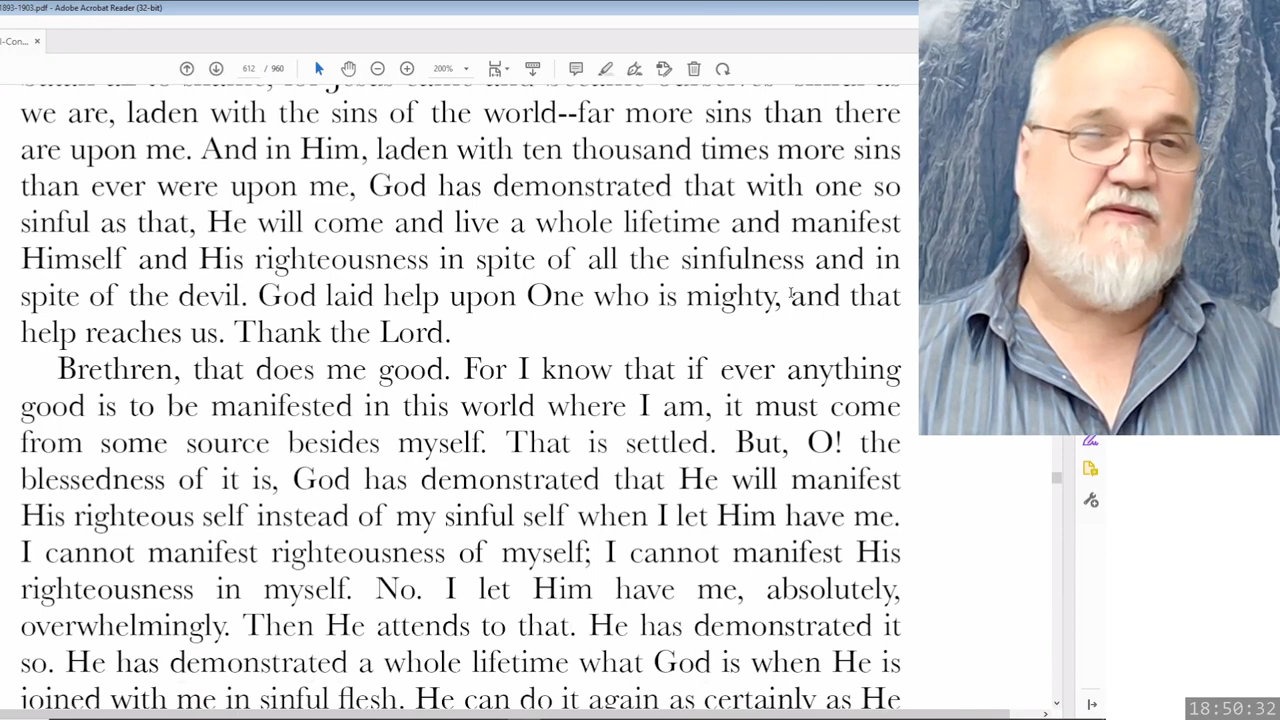 1893-1903.pdf - Adobe Acrobat Reader (32-bit)
l-Con... ×
612 / 960 200%
we are, laden with the sins of the world--far more sins than there
are upon me. And in Him, laden with ten thousand times more sins
than ever were upon me, God has demonstrated that with one so
sinful as that, He will come and live a whole lifetime and manifest
Himself and His righteousness in spite of all the sinfulness and in
spite of the devil. God laid help upon One who is mighty, and that
help reaches us. Thank the Lord.
Brethren, that does me good. For I know that if ever anything
good is to be manifested in this world where I am, it must come
from some source besides myself. That is settled. But, O! the
blessedness of it is, God has demonstrated that He will manifest
His righteous self instead of my sinful self when I let Him have me.
I cannot manifest righteousness of myself; I cannot manifest His
righteousness in myself. No. I let Him have me, absolutely,
overwhelmingly. Then He attends to that. He has demonstrated it
so. He has demonstrated a whole lifetime what God is when He is
joined with me in sinful flesh. He can do it again as certainly as He
18:50:32